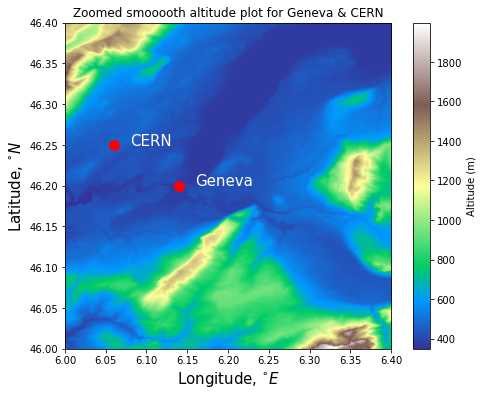 Zoomed smooooth altitude plot for Geneva & CERN
46.40
46.35
46.30
46.25
46.20
46.15
46.10
46.05
46.00
Latitude, °N
CERN
Geneva
6.00 6.05 6.10 6.15 6.20 6.25 6.30 6.35 6.40
Longitude, °E
1800
1600
1400
1200
1000
800
600
400
Altitude (m)